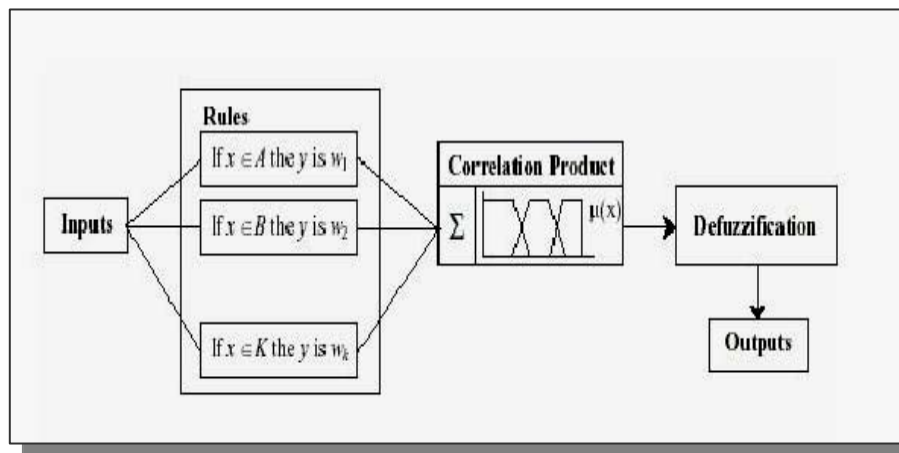 Rules
If x ∈ A the y is w₁
Inputs
If x ∈ B the y is w₂
If x ∈ K the y is wₖ
Correlation Product
Σ
μ(x)
Defuzzification
Outputs